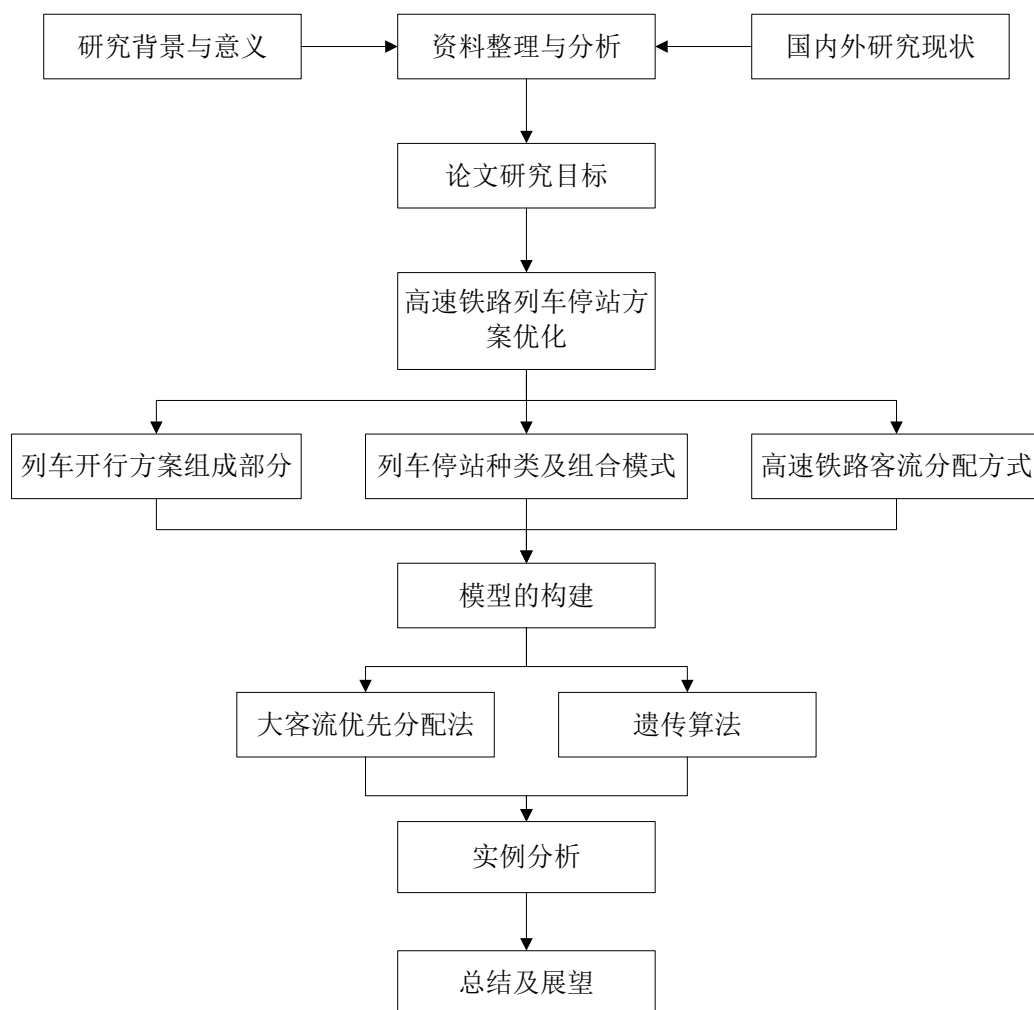 研究背景与意义
资料整理与分析
国内外研究现状
论文研究目标
高速铁路列车停站方
案优化
列车开行方案组成部分
列车停站种类及组合模式
高速铁路客流分配方式
模型的构建
大客流优先分配法
遗传算法
实例分析
总结及展望